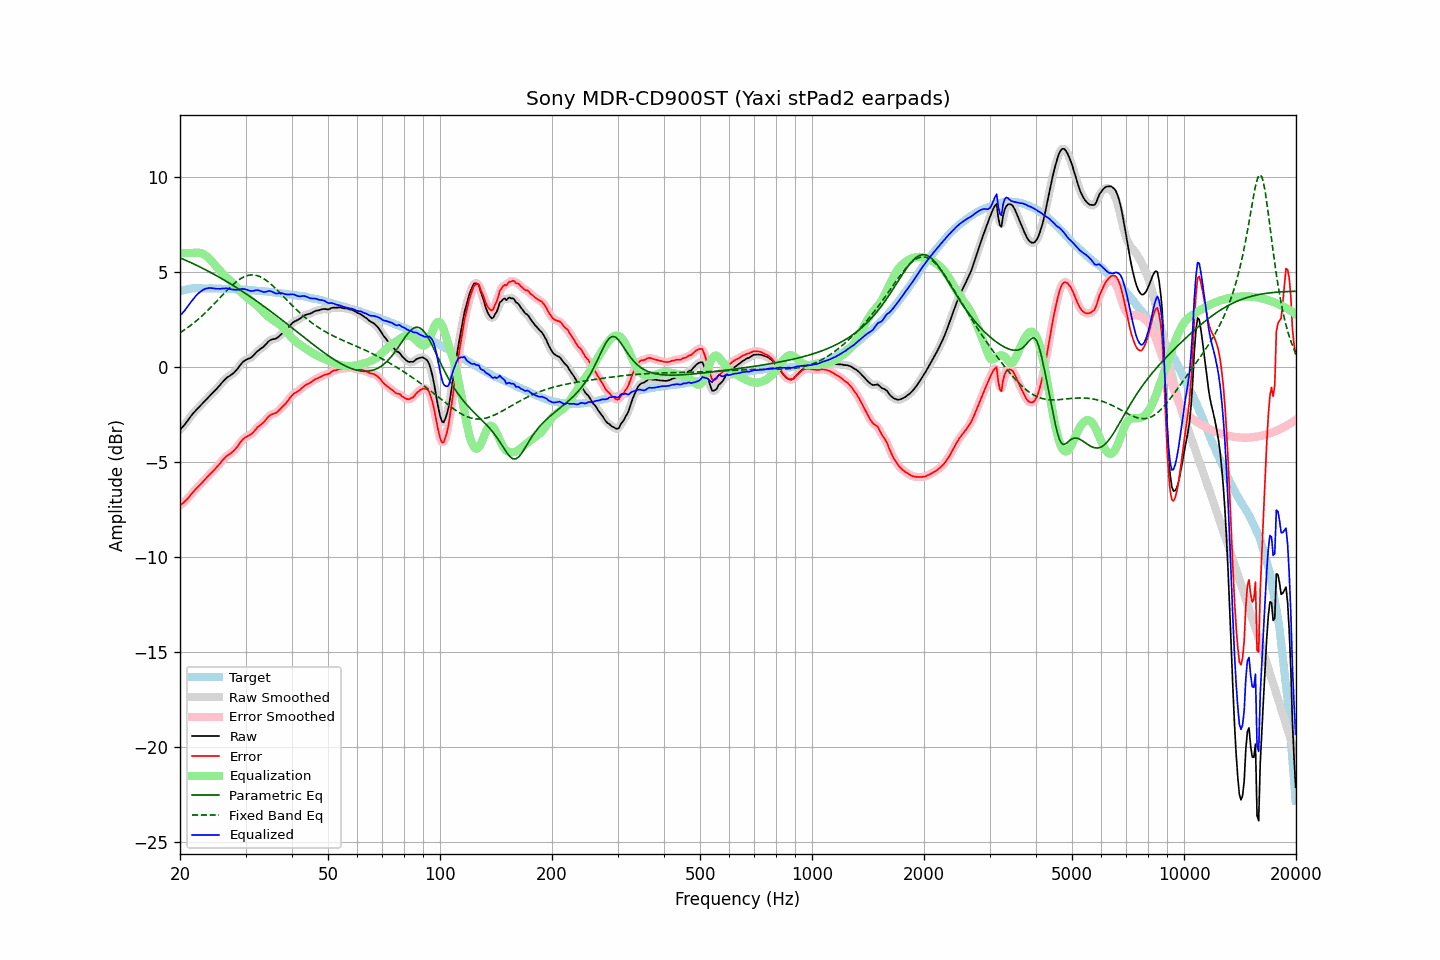 Sony MDR-CD900ST (Yaxi stPad2 earpads)
Amplitude (dBr)
10
5
0
−5
−10
−15
−20
−25
Target
Raw Smoothed
Error Smoothed
Raw
Error
Equalization
Parametric Eq
Fixed Band Eq
Equalized
20 50 100 200 500 1000 2000 5000 10000 20000
Frequency (Hz)